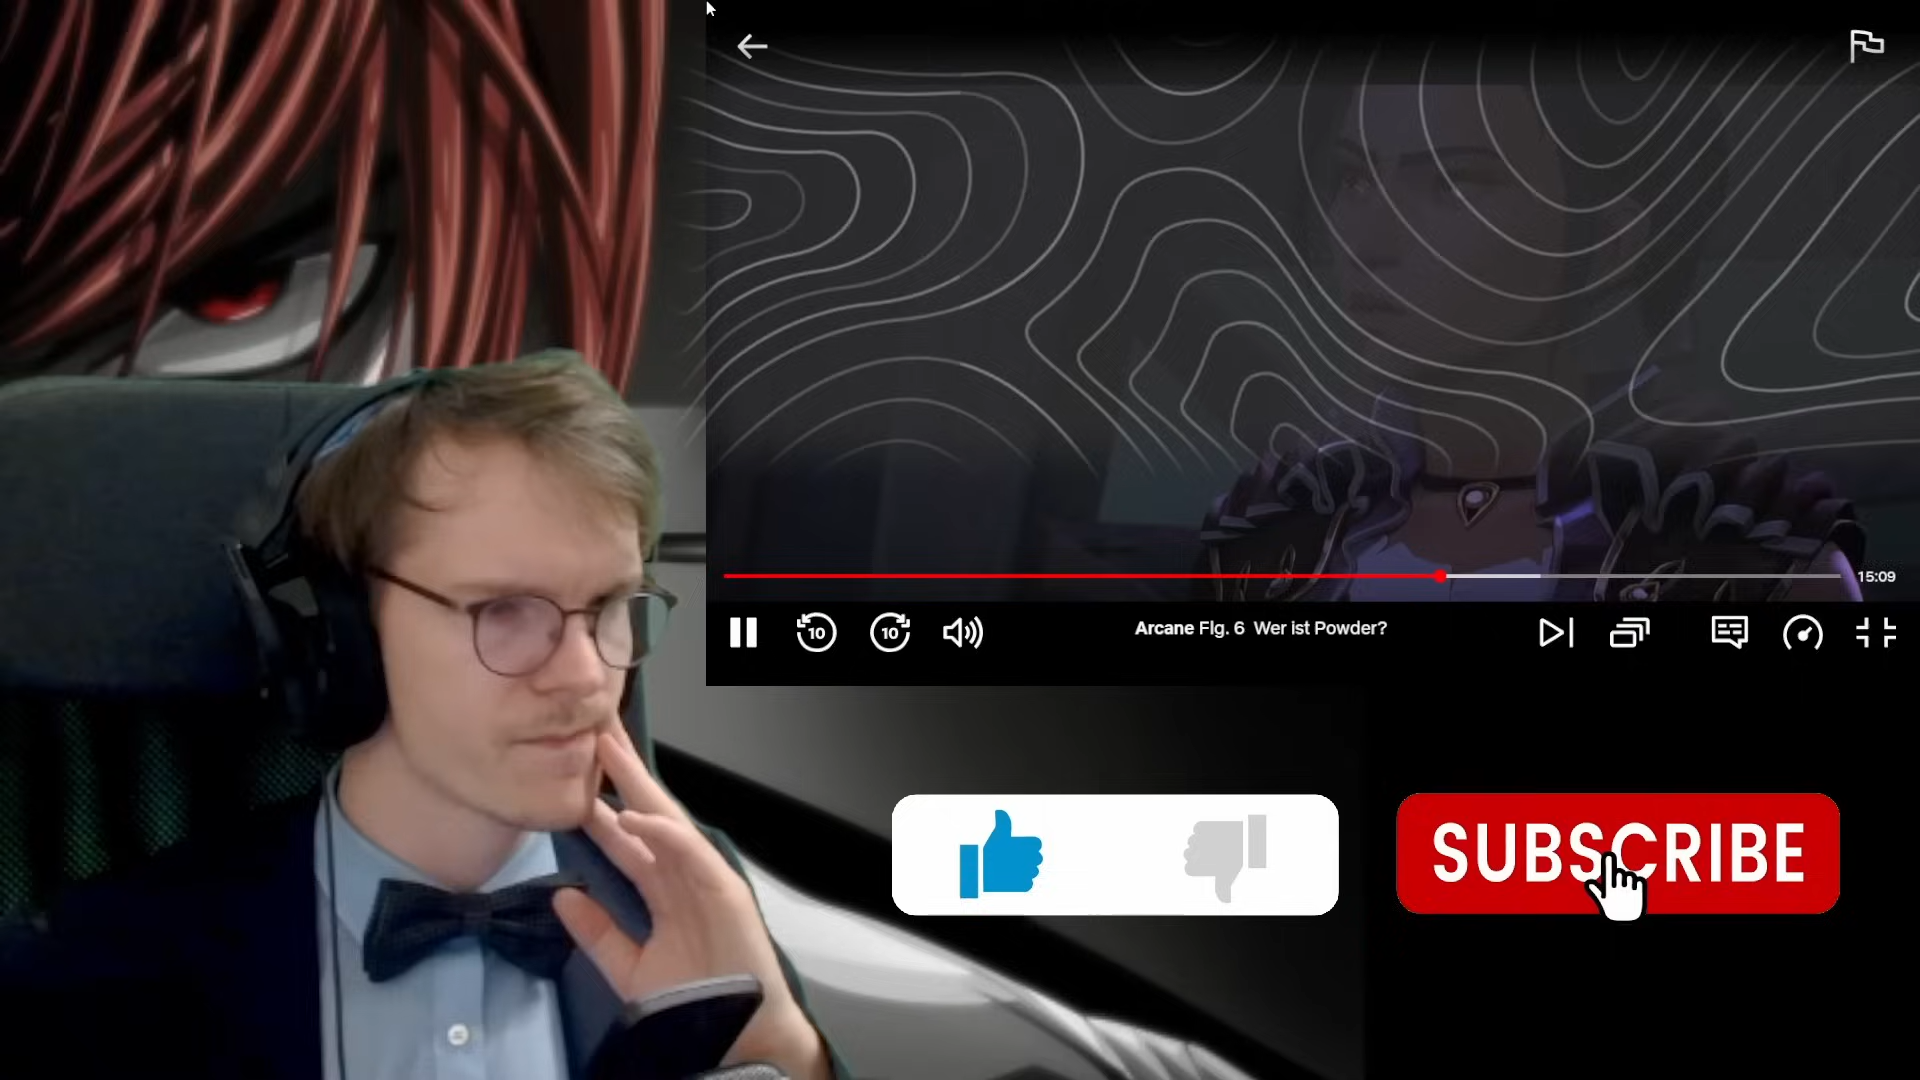 15:09
10
10
Arcane Flg. 6 Wer ist Powder?
SUBSCRIBE